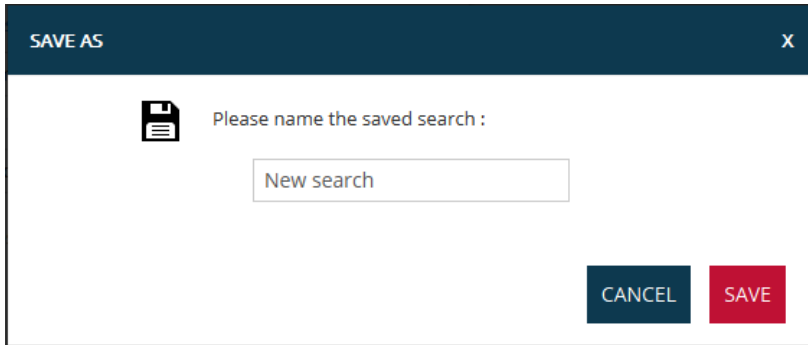 SAVE AS X
Please name the saved search :
New search
CANCEL SAVE